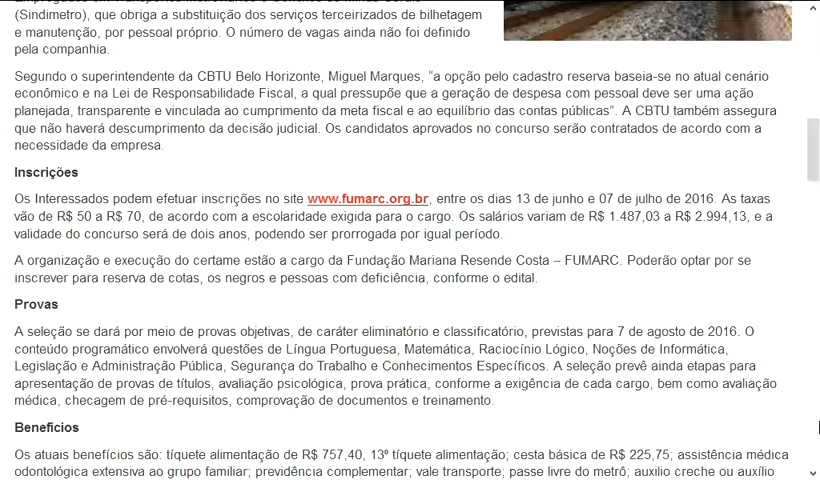 (Sindimetro), que obriga a substituição dos serviços terceirizados de bilhetagem
e manutenção, por pessoal próprio. O número de vagas ainda não foi definido
pela companhia.
Segundo o superintendente da CBTU Belo Horizonte, Miguel Marques, “a opção pelo cadastro reserva baseia-se no atual cenário
econômico e na Lei de Responsabilidade Fiscal, a qual pressupõe que a geração de despesa com pessoal deve ser uma ação
planejada, transparente e vinculada ao cumprimento da meta fiscal e ao equilíbrio das contas públicas”. A CBTU também assegura
que não haverá descumprimento da decisão judicial. Os candidatos aprovados no concurso serão contratados de acordo com a
necessidade da empresa.
Inscrições
Os Interessados podem efetuar inscrições no site www.fumarc.org.br, entre os dias 13 de junho e 07 de julho de 2016. As taxas
vão de R$ 50 a R$ 70, de acordo com a escolaridade exigida para o cargo. Os salários variam de R$ 1.487,03 a R$ 2.994,13, e a
validade do concurso será de dois anos, podendo ser prorrogada por igual período.
A organização e execução do certame estão a cargo da Fundação Mariana Resende Costa – FUMARC. Poderão optar por se
inscrever para reserva de cotas, os negros e pessoas com deficiência, conforme o edital.
Provas
A seleção se dará por meio de provas objetivas, de caráter eliminatório e classificatório, previstas para 7 de agosto de 2016. O
conteúdo programático envolverá questões de Língua Portuguesa, Matemática, Raciocínio Lógico, Noções de Informática,
Legislação e Administração Pública, Segurança do Trabalho e Conhecimentos Específicos. A seleção prevê ainda etapas para
apresentação de provas de títulos, avaliação psicológica, prova prática, conforme a exigência de cada cargo, bem como avaliação
médica, checagem de pré-requisitos, comprovação de documentos e treinamento.
Benefícios
Os atuais benefícios são: tíquete alimentação de R$ 757,40, 13º tíquete alimentação; cesta básica de R$ 225,75; assistência médica
odontológica extensiva ao grupo familiar; previdência complementar; vale transporte; passe livre do metrô; auxilio creche ou auxílio